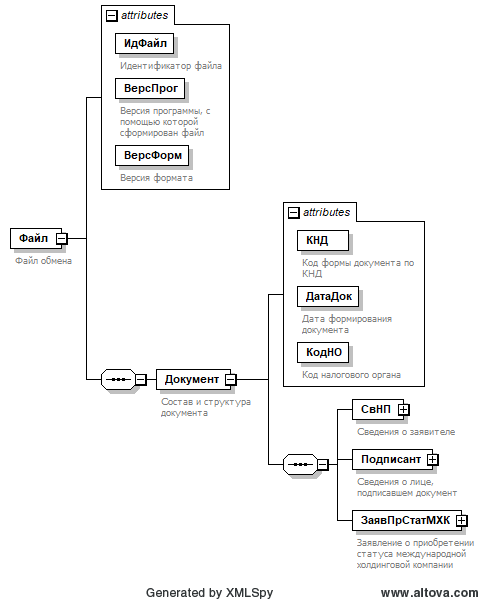 attributes
ИдФайл
Идентификатор файла
ВерсПрог
Версия программы, с
помощью которой
сформирован файл
ВерсФорм
Версия формата
Файл
Файл обмена
attributes
КНД
Код формы документа по
КНД
ДатаДок
Дата формирования
документа
КодНО
Код налогового органа
Документ
Состав и структура
документа
СвНП
Сведения о заявителе
Подписант
Сведения о лице,
подписавшем документ
ЗаявПрСтатМХК
Заявление о приобретении
статуса международной
холдинговой компании
Generated by XMLSpy
www.altova.com